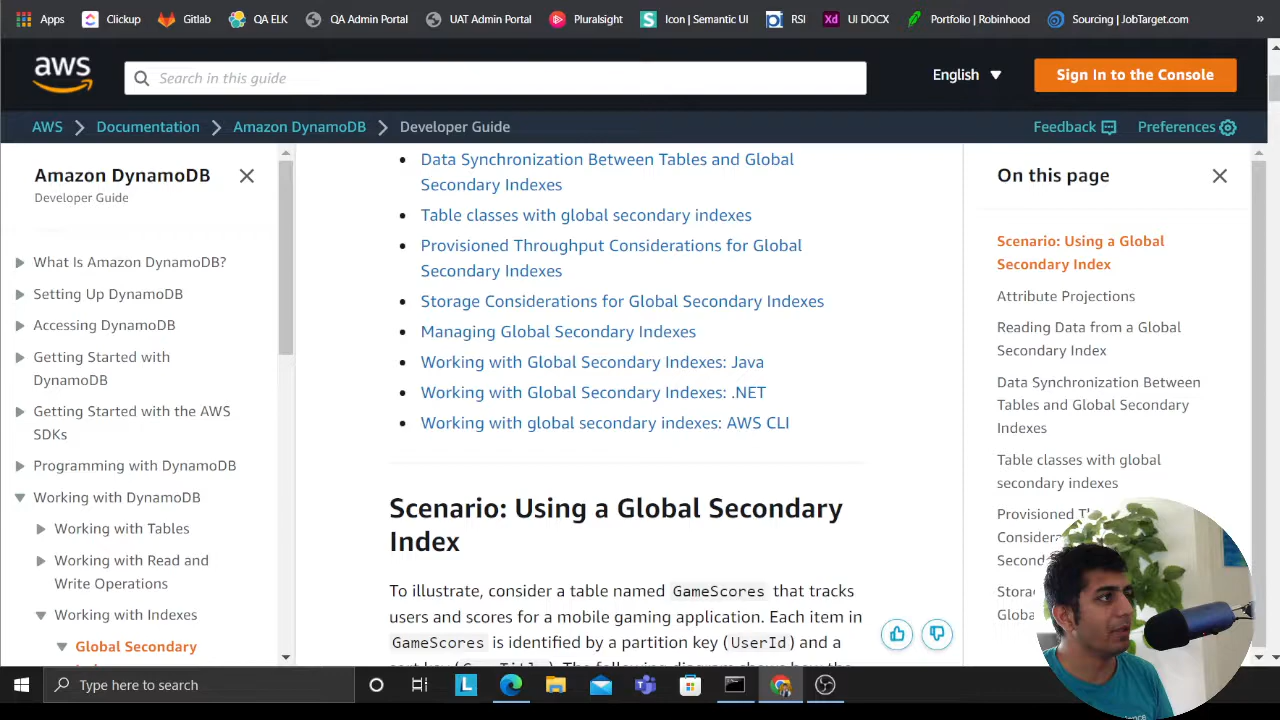 Apps
Clickup
Gitlab
QA ELK
QA Admin Portal
UAT Admin Portal
Pluralsight
Icon | Semantic UI
RSI
Xd
UI DOCX
Portfolio | Robinhood
Sourcing | JobTarget.com
»
aws
Search in this guide
English
Sign In to the Console
AWS
Documentation
Amazon DynamoDB
Developer Guide
Feedback
Preferences
Amazon DynamoDB
Developer Guide
What Is Amazon DynamoDB?
Setting Up DynamoDB
Accessing DynamoDB
Getting Started with
DynamoDB
Getting Started with the AWS
SDKs
Programming with DynamoDB
Working with DynamoDB
Working with Tables
Working with Read and
Write Operations
Working with Indexes
Global Secondary
Data Synchronization Between Tables and Global
Secondary Indexes
Table classes with global secondary indexes
Provisioned Throughput Considerations for Global
Secondary Indexes
Storage Considerations for Global Secondary Indexes
Managing Global Secondary Indexes
Working with Global Secondary Indexes: Java
Working with Global Secondary Indexes: .NET
Working with global secondary indexes: AWS CLI
Scenario: Using a Global Secondary
Index
To illustrate, consider a table named GameScores that tracks
users and scores for a mobile gaming application. Each item in
GameScores is identified by a partition key (UserId) and a
On this page
Scenario: Using a Global
Secondary Index
Attribute Projections
Reading Data from a Global
Secondary Index
Data Synchronization Between
Tables and Global Secondary
Indexes
Table classes with global
secondary indexes
Provisioned
Type here to search